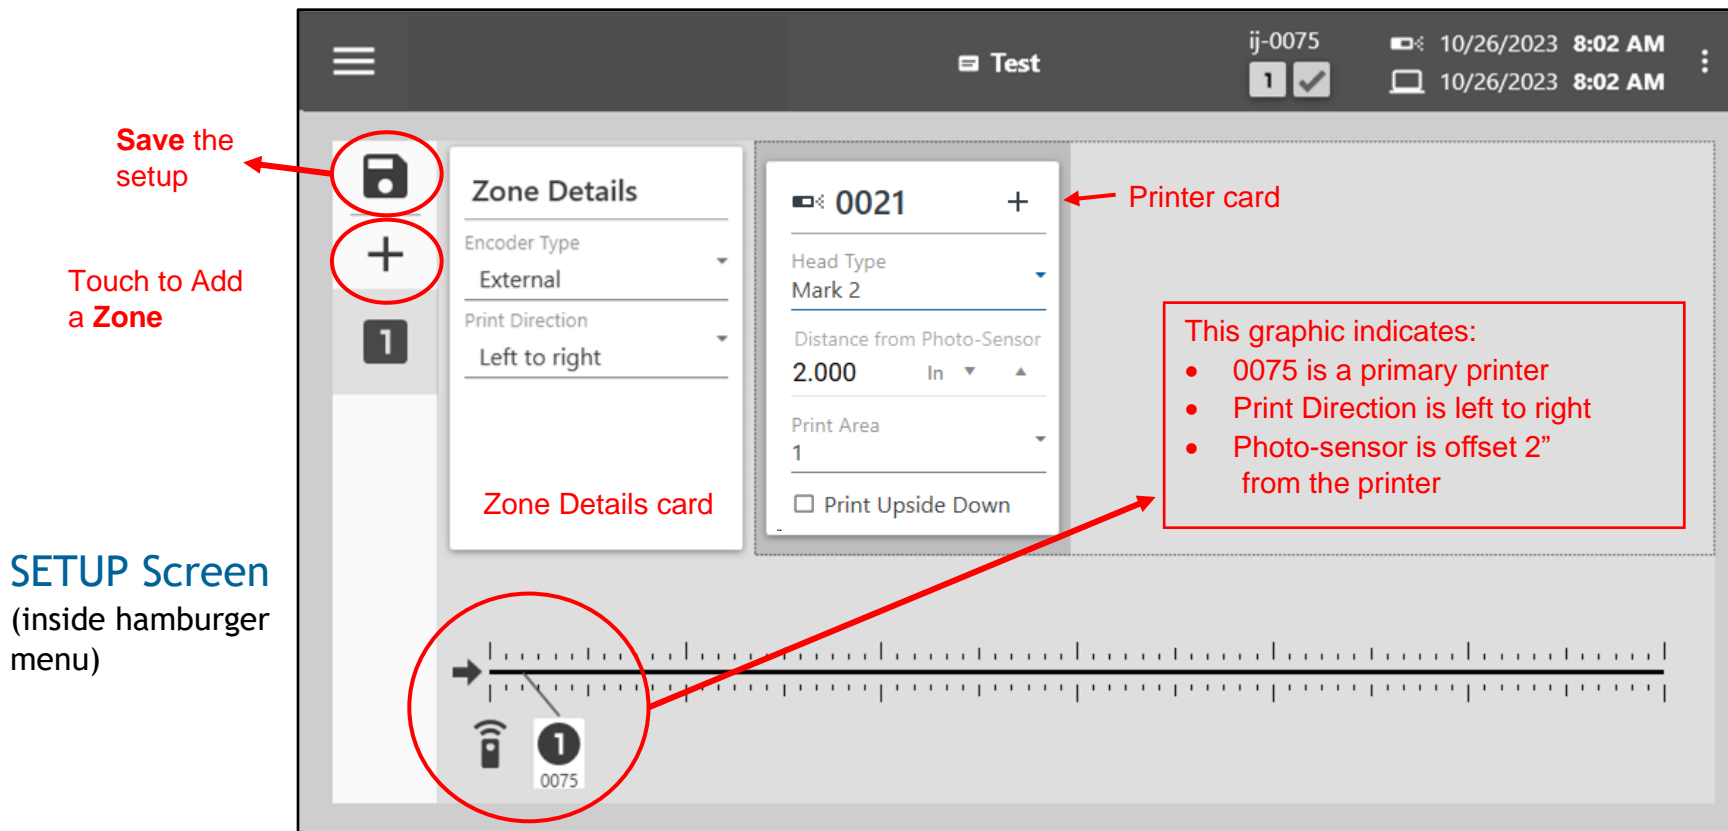 Test
ij-0075
1
10/26/2023 8:02 AM
10/26/2023 8:02 AM
Save the
setup
Touch to Add
a Zone
1
Zone Details
Encoder Type
External
Print Direction
Left to right
Zone Details card
0021 +
Head Type
Mark 2
Distance from Photo-Sensor
2.000 In
Print Area
1
Print Upside Down
Printer card
This graphic indicates:
• 0075 is a primary printer
• Print Direction is left to right
• Photo-sensor is offset 2”
from the printer
SETUP Screen
(inside hamburger
menu)
1
0075